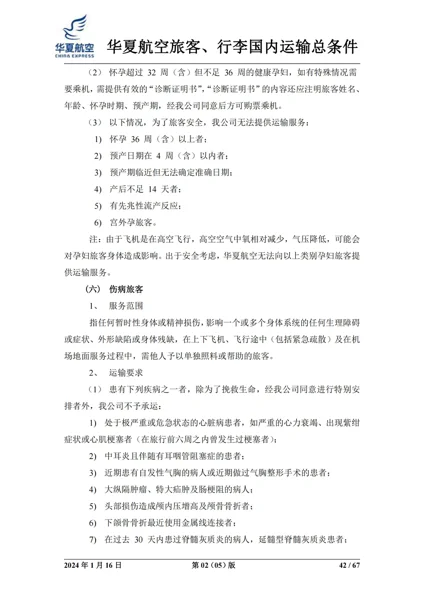 华夏航空
CHINA EXPRESS
华夏航空旅客、行李国内运输总条件
（2） 怀孕超过 32 周（含）但不足 36 周的健康孕妇，如有特殊情况需
要乘机，需提供有效的“诊断证明书”，“诊断证明书”的内容还应注明旅客姓名、
年龄、怀孕时期、预产期，经我公司同意后方可购票乘机。
（3） 以下情况，为了旅客安全，我公司无法提供运输服务：
1) 怀孕 36 周（含）以上者；
2) 预产日期在 4 周（含）以内者；
3) 预产期临近但无法确定准确日期；
4) 产后不足 14 天者；
5) 有先兆性流产反应；
6) 宫外孕旅客。
注：由于飞机是在高空飞行，高空空气中氧相对减少，气压降低，可能会
对孕妇旅客身体造成影响。出于安全考虑，华夏航空无法向以上类别孕妇旅客提
供运输服务。
(六) 伤病旅客
1、 服务范围
指任何暂时性身体或精神损伤，影响一个或多个身体系统的任何生理障碍
或症状、外形缺陷或身体残缺，在上下飞机、飞行途中（包括紧急疏散）及在机
场地面服务过程中，需他人予以单独照料或帮助的旅客。
2、 运输要求
（1） 患有下列疾病之一者，除为了挽救生命，经我公司同意进行特别安
排者外，我公司不予承运：
1) 处于极严重或危急状态的心脏病患者，如严重的心力衰竭、出现紫绀
症状或心肌梗塞者（在旅行前六周之内曾发生过梗塞者）；
2) 中耳炎且伴随有耳咽管阻塞症的患者；
3) 近期患有自发性气胸的病人或近期做过气胸整形手术的患者；
4) 大纵隔肿瘤、特大疝肿及肠梗阻的病人；
5) 头部损伤造成颅内压增高及颅骨骨折者；
6) 下颌骨骨折最近使用金属线连接者；
7) 在过去 30 天内患过脊髓灰质炎的病人，延髓型脊髓灰质炎患者；
2024 年 1 月 16 日 第 02（05）版 42 / 67